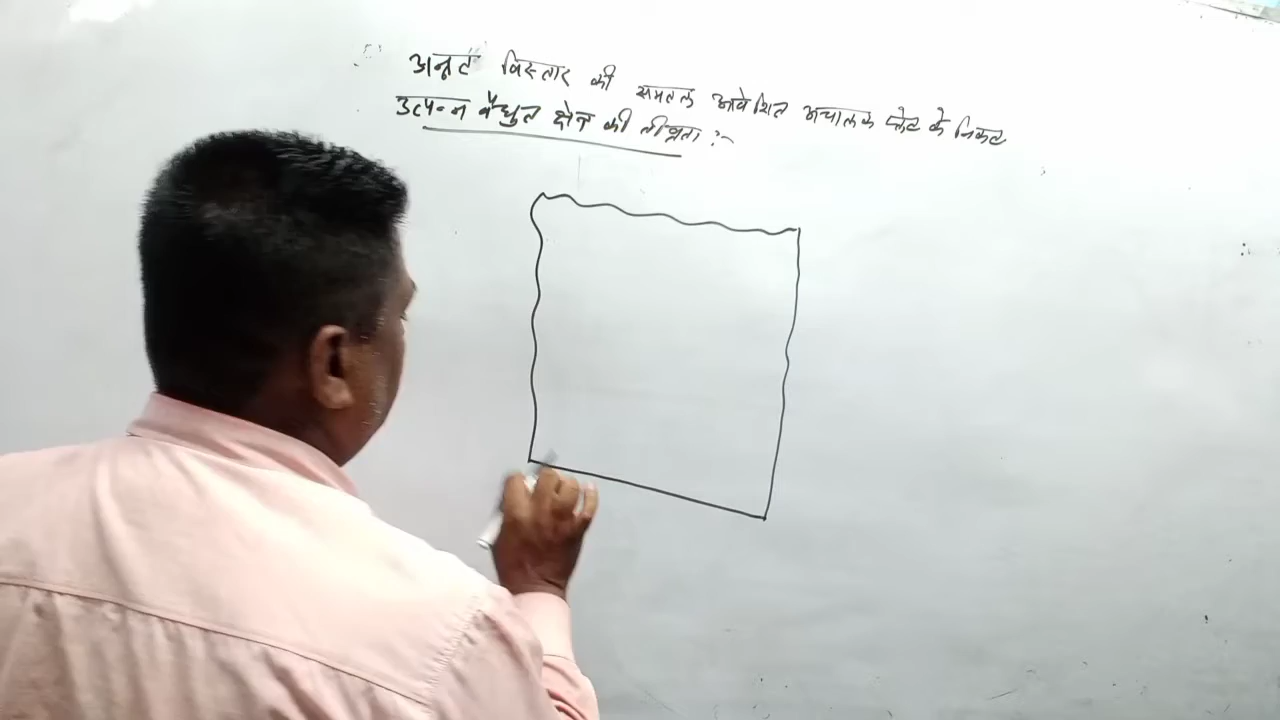 अनन्त विस्तार की समतल आवेशित अचालक प्लेट के निकट
उत्पन्न वैद्युत क्षेत्र की तीव्रता :-